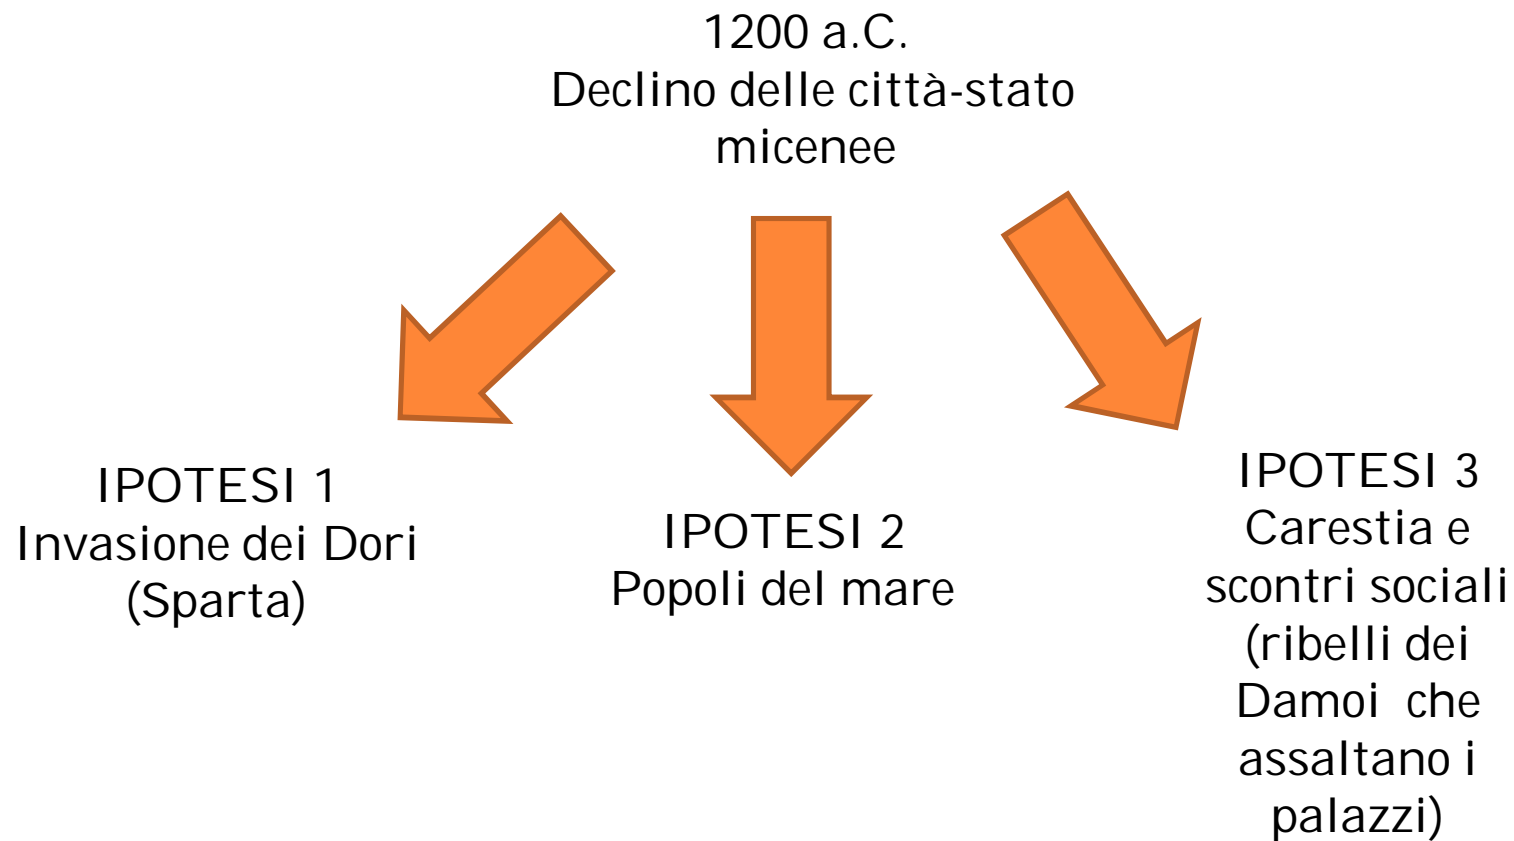 1200 a.C.
Declino delle città-stato
micenee
IPOTESI 1
Invasione dei Dori
(Sparta)
IPOTESI 2
Popoli del mare
IPOTESI 3
Carestia e
scontri sociali
(ribelli dei
Damoi che
assaltano i
palazzi)